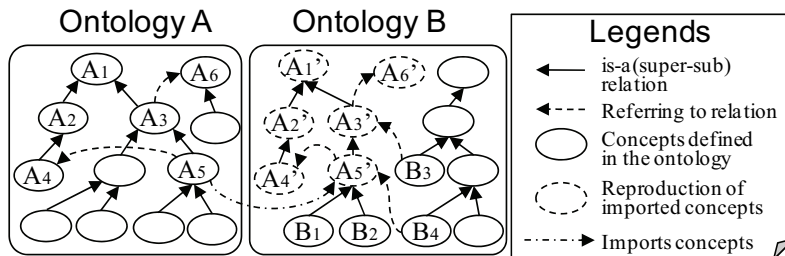 Ontology A
Ontology B
A1
A6
A2
A3
A4
A5
A1’
A6’
A2’
A3’
A4’
A5’
B3
B1
B2
B4
Legends
is-a(super-sub)
relation
Referring to relation
Concepts defined
in the ontology
Reproduction of
imported concepts
Imports concepts